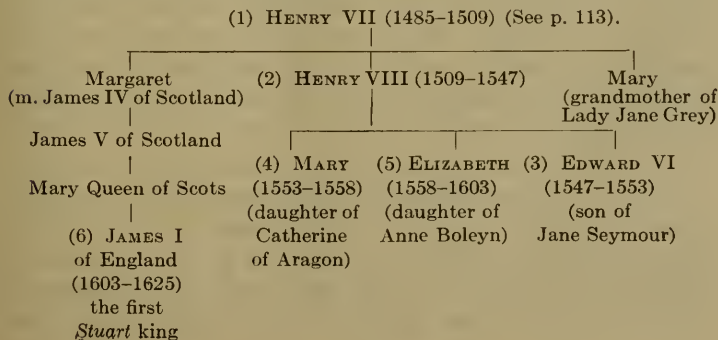 (1) HENRY VII (1485-1509) (See p. 113).
Margaret
(m. James IV of Scotland)
(2) HENRY VIII (1509-1547)
Mary
(grandmother of
Lady Jane Grey)
James V of Scotland
Mary Queen of Scots
(6) JAMES I
of England
(1603-1625)
the first
Stuart king
(4) MARY
(1553-1558)
(daughter of
Catherine
of Aragon)
(5) ELIZABETH
(1558-1603)
(daughter of
Anne Boleyn)
(3) EDWARD VI
(1547-1553)
(son of
Jane Seymour)